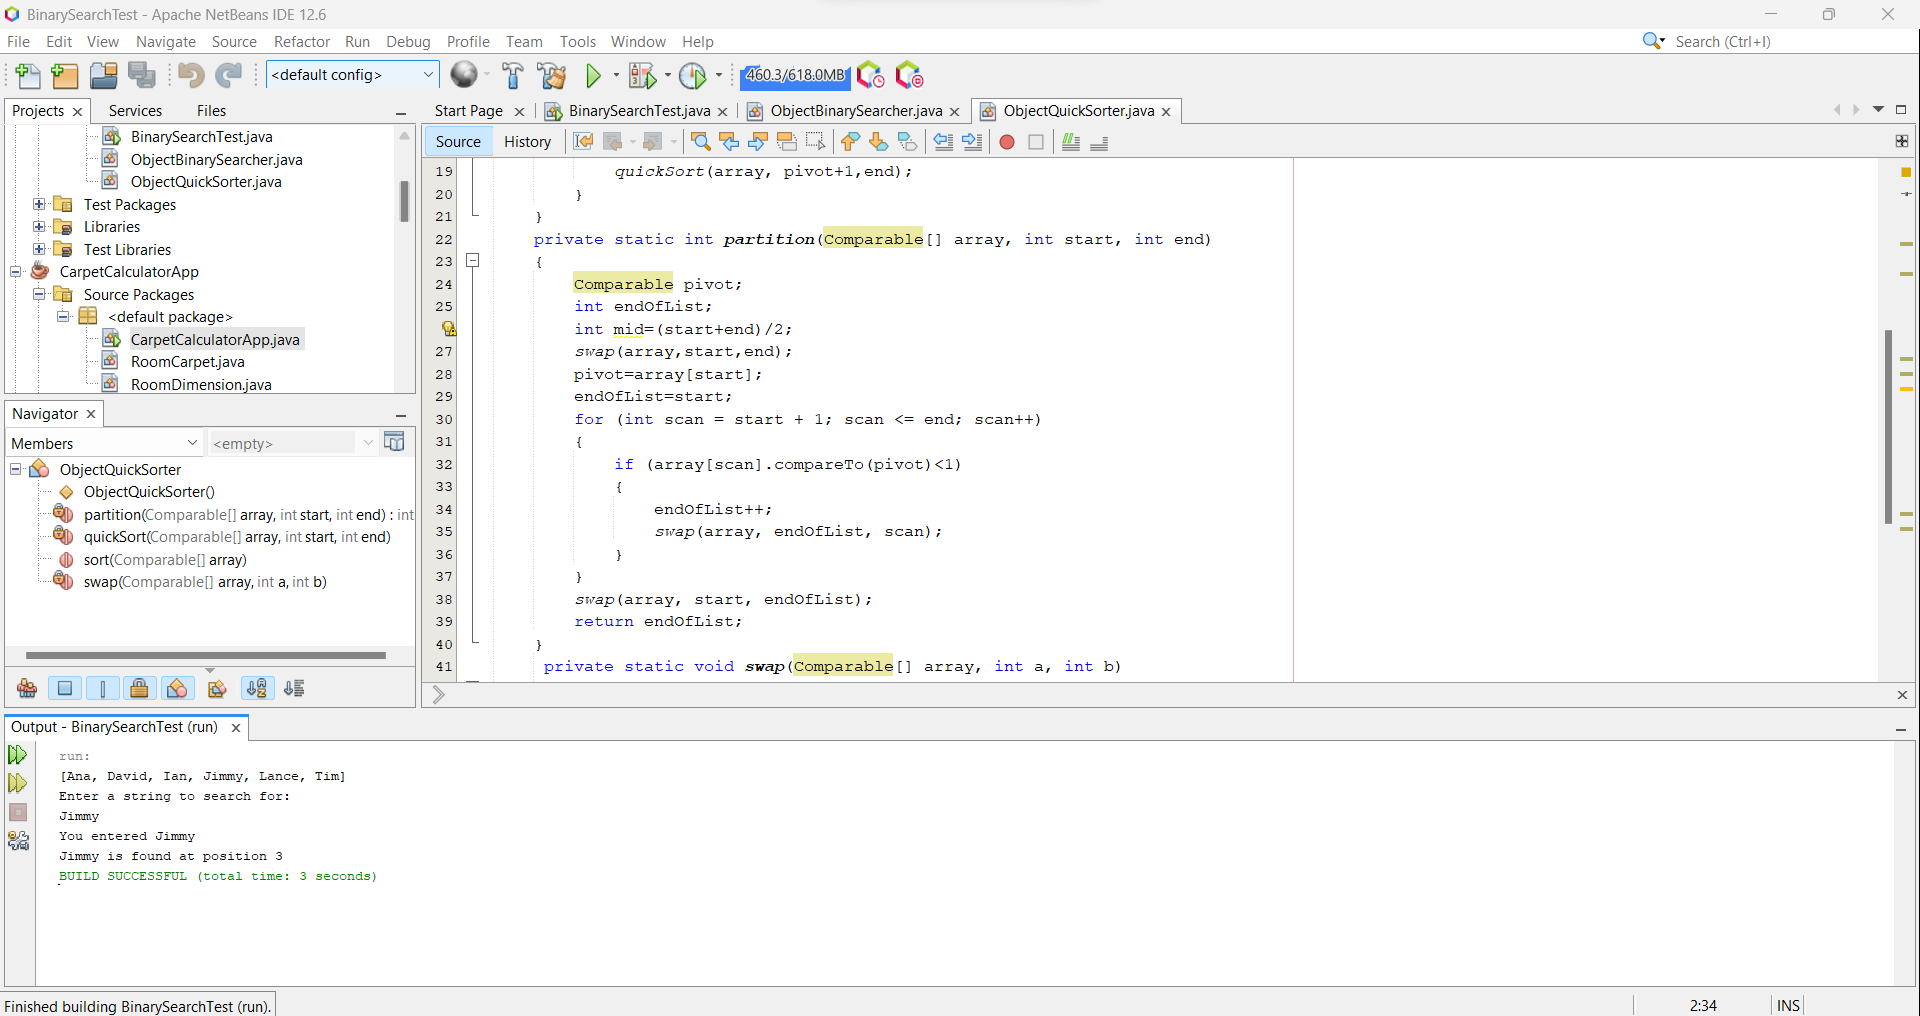 BinarySearchTest - Apache NetBeans IDE 12.6
File Edit View Navigate Source Refactor Run Debug Profile Team Tools Window Help
Search (Ctrl+I)
<default config>
460.3/618.0MB
Projects Services Files
BinarySearchTest.java
ObjectBinarySearcher.java
ObjectQuickSorter.java
Test Packages
Libraries
Test Libraries
CarpetCalculatorApp
Source Packages
<default package>
CarpetCalculatorApp.java
RoomCarpet.java
RoomDimension.java
Navigator
Members <empty>
ObjectQuickSorter
ObjectQuickSorter()
partition(Comparable[] array, int start, int end) : int
quickSort(Comparable[] array, int start, int end)
sort(Comparable[] array)
swap(Comparable[] array, int a, int b)
Start Page BinarySearchTest.java ObjectBinarySearcher.java ObjectQuickSorter.java
Source History
19 quickSort(array, pivot+1,end);
20 }
21 }
22 private static int partition(Comparable[] array, int start, int end)
23 {
24 Comparable pivot;
25 int endOfList;
int mid=(start+end)/2;
27 swap(array,start,end);
28 pivot=array[start];
29 endOfList=start;
30 for (int scan = start + 1; scan <= end; scan++)
31 {
32 if (array[scan].compareTo(pivot)<1)
33 {
34 endOfList++;
35 swap(array, endOfList, scan);
36 }
37 }
38 swap(array, start, endOfList);
39 return endOfList;
40 }
41 private static void swap(Comparable[] array, int a, int b)
Output - BinarySearchTest (run)
run:
[Ana, David, Ian, Jimmy, Lance, Tim]
Enter a string to search for:
Jimmy
You entered Jimmy
Jimmy is found at position 3
BUILD SUCCESSFUL (total time: 3 seconds)
Finished building BinarySearchTest (run).
2:34 INS